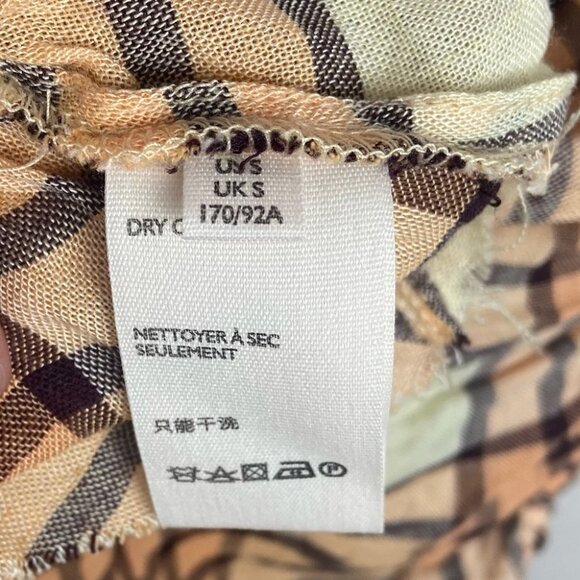 US S
UK S
170/92A
DRY
NETTOYER À SEC
SEULEMENT
只能干洗
P